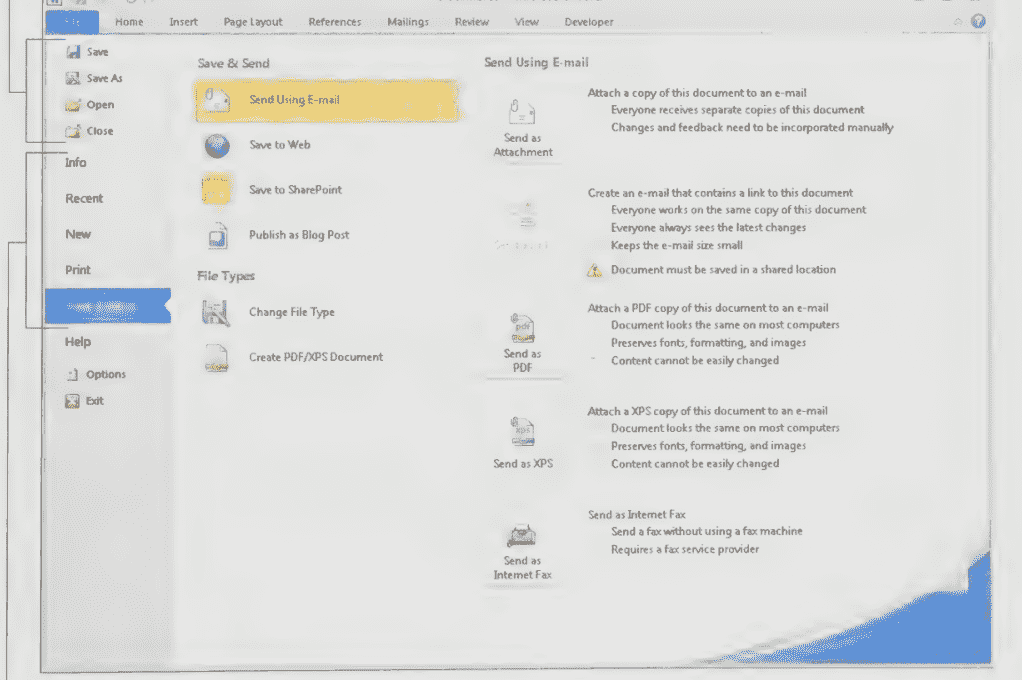 Home Insert Page Layout References Mailings Review View Developer
Save
Save As
Open
Close
Info
Recent
New
Print
Help
Options
Exit
Save & Send
Send Using E-mail
Save to Web
Save to SharePoint
Publish as Blog Post
File Types
Change File Type
Create PDF/XPS Document
Send Using E-mail
Send as
Attachment
Attach a copy of this document to an e-mail
Everyone receives separate copies of this document
Changes and feedback need to be incorporated manually
Create an e-mail that contains a link to this document
Everyone works on the same copy of this document
Everyone always sees the latest changes
Keeps the e-mail size small
Document must be saved in a shared location
pdf
Send as
PDF
Attach a PDF copy of this document to an e-mail
Document looks the same on most computers
Preserves fonts, formatting, and images
Content cannot be easily changed
xps
Send as XPS
Attach a XPS copy of this document to an e-mail
Document looks the same on most computers
Preserves fonts, formatting, and images
Content cannot be easily changed
Send as
Internet Fax
Send as Internet Fax
Send a fax without using a fax machine
Requires a fax service provider